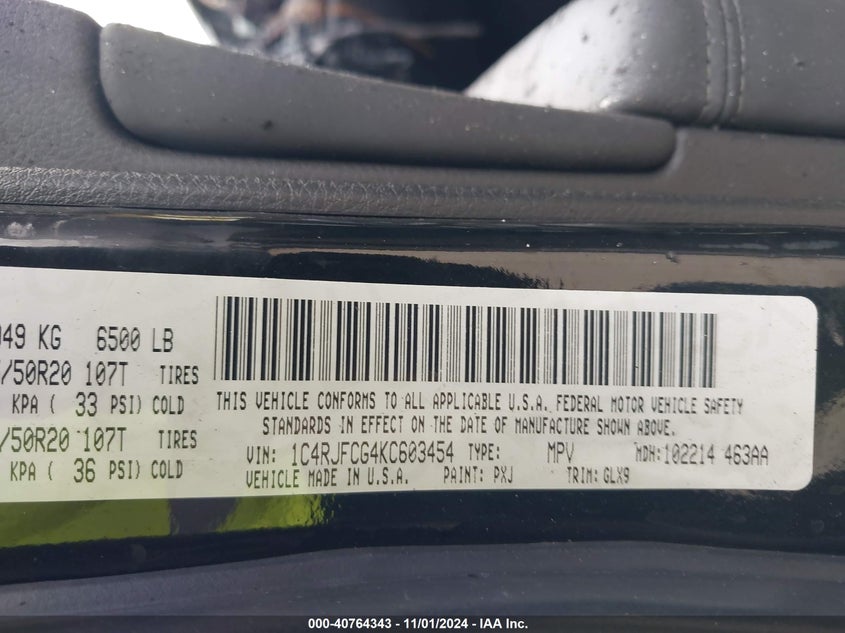 049 KG 6500 LB
/50R20 107T TIRES
KPA ( 33 PSI) COLD
/50R20 107T TIRES
KPA ( 36 PSI) COLD
THIS VEHICLE CONFORMS TO ALL APPLICABLE U.S.A. FEDERAL MOTOR VEHICLE SAFETY
STANDARDS IN EFFECT ON THE DATE OF MANUFACTURE SHOWN ABOVE.
VIN: 1C4RJFCG4KC603454 TYPE: MPV MDH:102214 463AA
VEHICLE MADE IN U.S.A. PAINT: PXJ TRIM: GLX9
000 - 40764343 - 11/01/2024 - IAA Inc.